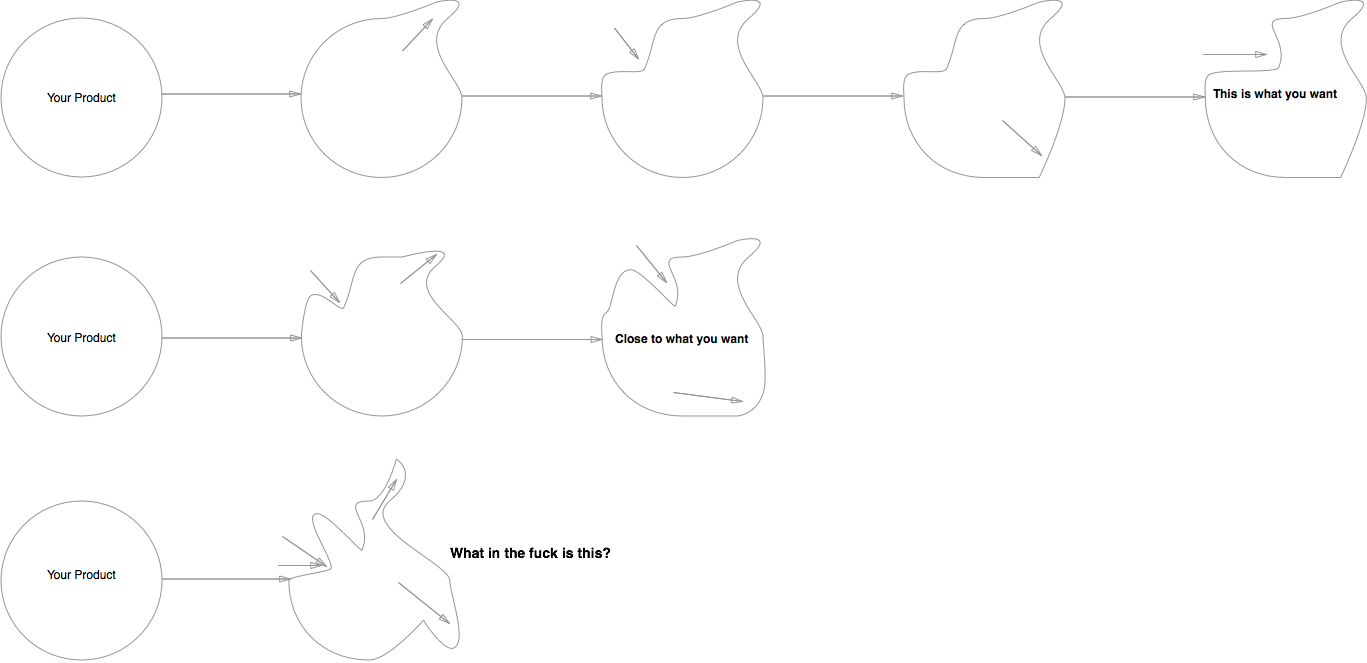 Your Product
This is what you want
Your Product
Close to what you want
Your Product
What in the fuck is this?